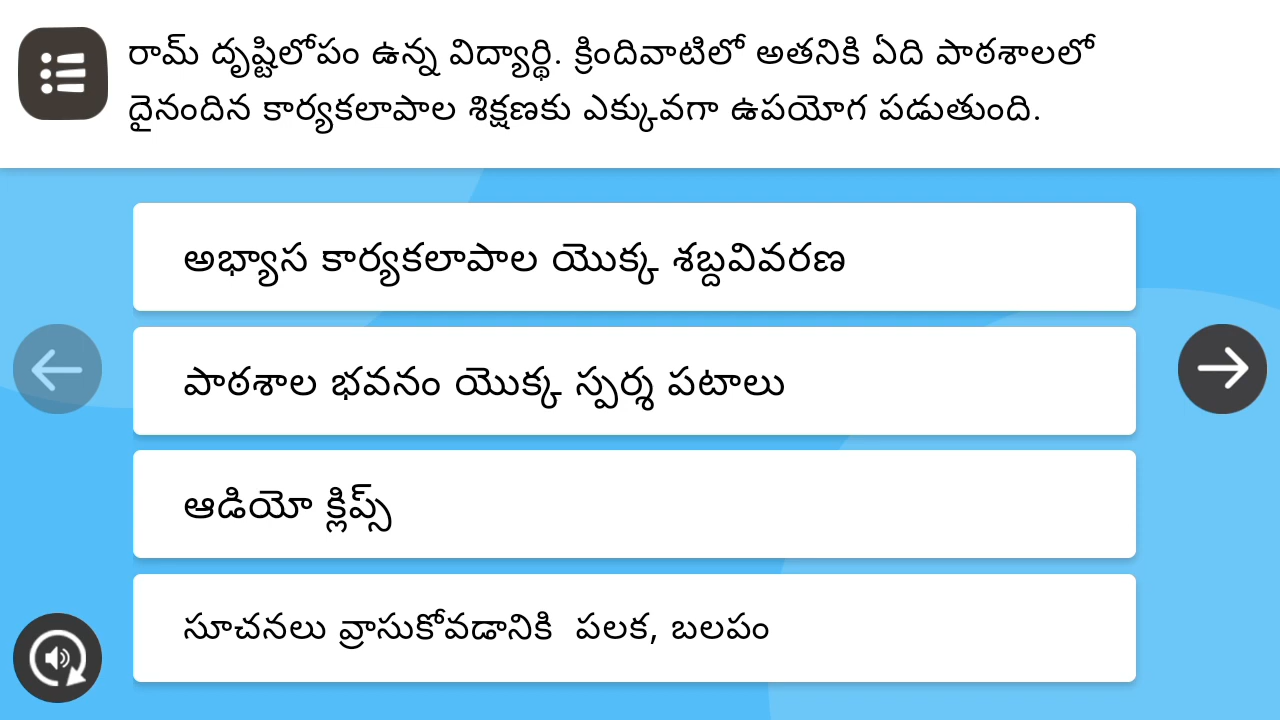 రామ్ దృష్టిలోపం ఉన్న విద్యార్థి. క్రిందివాటిలో అతనికి ఏది పాఠశాలలో
దైనందిన కార్యకలాపాల శిక్షణకు ఎక్కువగా ఉపయోగ పడుతుంది.
అభ్యాస కార్యకలాపాల యొక్క శబ్దవివరణ
పాఠశాల భవనం యొక్క స్పర్శ పటాలు
ఆడియో క్లిప్స్
సూచనలు వ్రాసుకోవడానికి పలక, బలపం